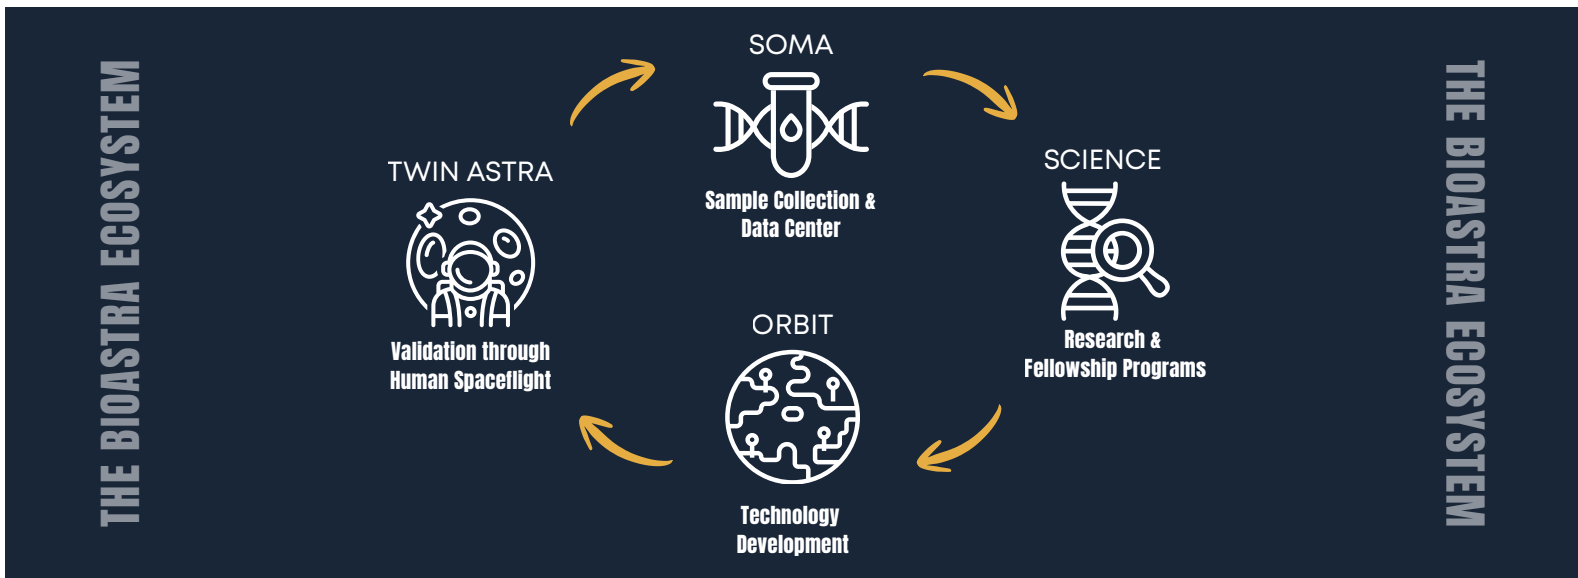 THE BIOASTRA ECOSYSTEM
SOMA
Sample Collection &
Data Center
SCIENCE
Research &
Fellowship Programs
ORBIT
Technology
Development
TWIN ASTRA
Validation through
Human Spaceflight
THE BIOASTRA ECOSYSTEM